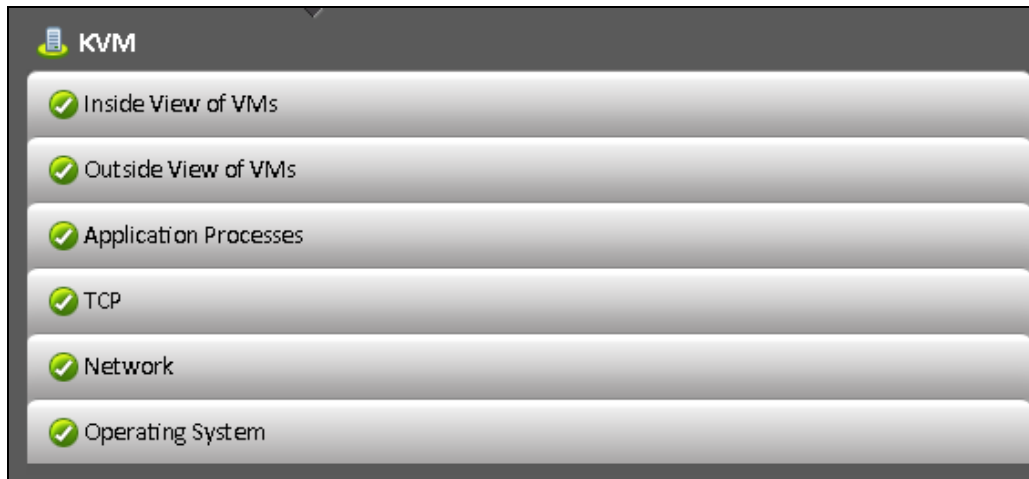 KVM
Inside View of VMs
Outside View of VMs
Application Processes
TCP
Network
Operating System